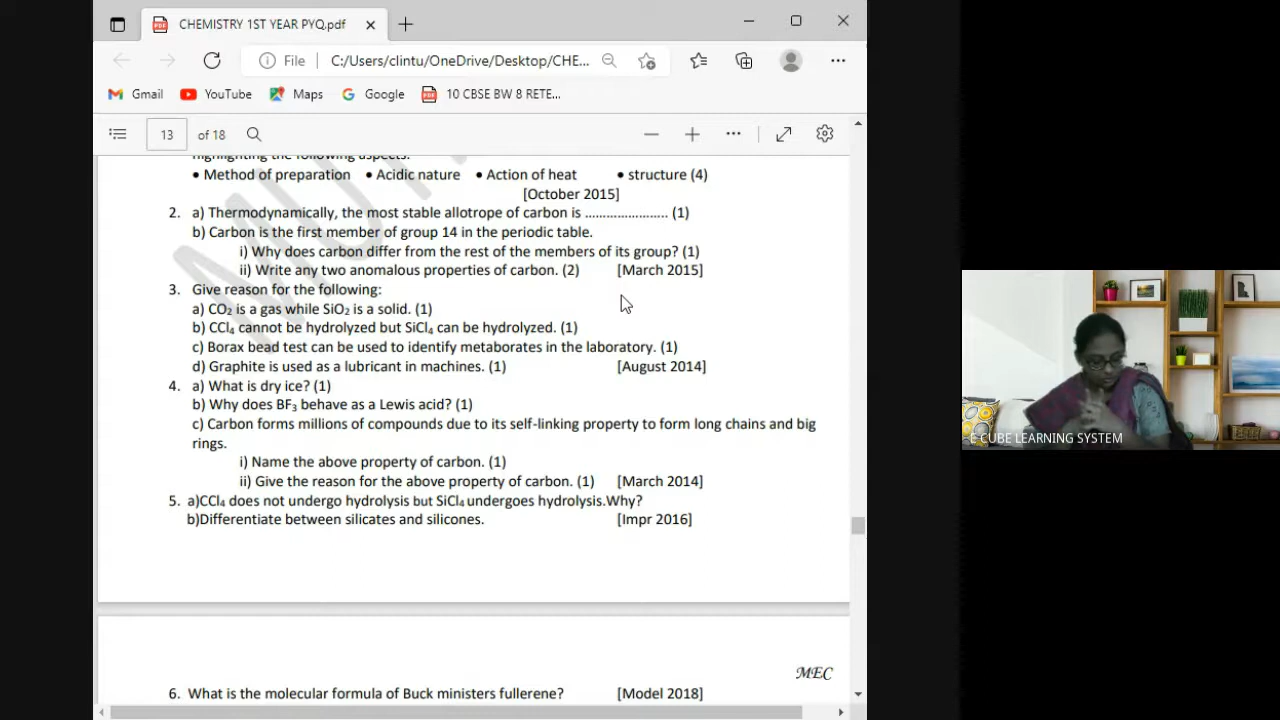 CHEMISTRY 1ST YEAR PYQ.pdf
File C:/Users/clintu/OneDrive/Desktop/CHE...
Gmail YouTube Maps Google 10 CBSE BW 8 RETE...
13 of 18
highlighting the following aspects:
• Method of preparation • Acidic nature • Action of heat • structure (4)
[October 2015]
2. a) Thermodynamically, the most stable allotrope of carbon is ....................... (1)
b) Carbon is the first member of group 14 in the periodic table.
i) Why does carbon differ from the rest of the members of its group? (1)
ii) Write any two anomalous properties of carbon. (2) [March 2015]
3. Give reason for the following:
a) CO₂ is a gas while SiO₂ is a solid. (1)
b) CCl₄ cannot be hydrolyzed but SiCl₄ can be hydrolyzed. (1)
c) Borax bead test can be used to identify metaborates in the laboratory. (1)
d) Graphite is used as a lubricant in machines. (1) [August 2014]
4. a) What is dry ice? (1)
b) Why does BF₃ behave as a Lewis acid? (1)
c) Carbon forms millions of compounds due to its self-linking property to form long chains and big
rings.
i) Name the above property of carbon. (1)
ii) Give the reason for the above property of carbon. (1) [March 2014]
5. a)CCl₄ does not undergo hydrolysis but SiCl₄ undergoes hydrolysis.Why?
b)Differentiate between silicates and silicones. [Impr 2016]
MEC
6. What is the molecular formula of Buck ministers fullerene? [Model 2018]
CUBE LEARNING SYSTEM